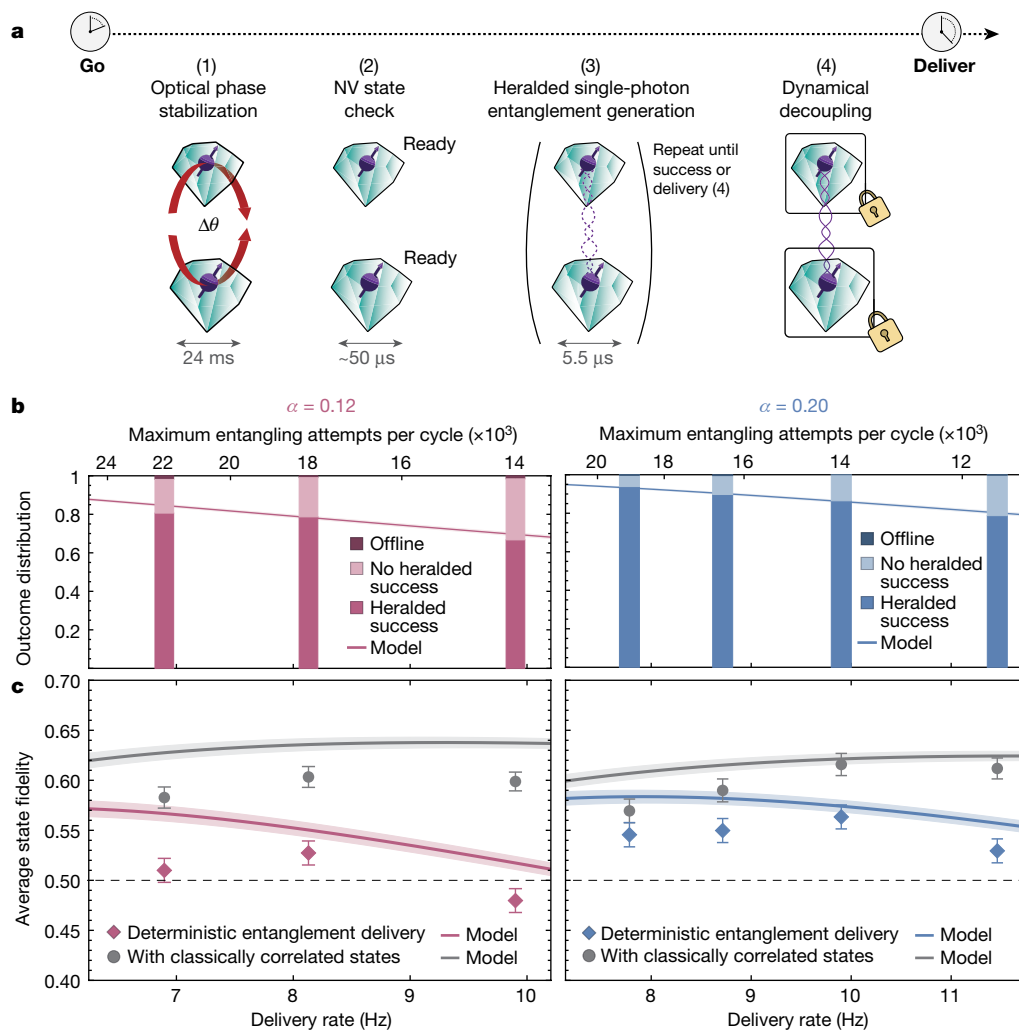 a
Go
Deliver
(1)
Optical phase
stabilization
(2)
NV state
check
(3)
Heralded single-photon
entanglement generation
(4)
Dynamical
decoupling
Ready
Ready
Δθ
Repeat until
success or
delivery (4)
24 ms
~50 μs
5.5 μs
b
α = 0.12
Maximum entangling attempts per cycle (×10³)
24 22 20 18 16 14
α = 0.20
Maximum entangling attempts per cycle (×10³)
20 18 16 14 12
Outcome distribution
1
0.8
0.6
0.4
0.2
Offline
No heralded
success
Heralded
success
Model
Offline
No heralded
success
Heralded
success
Model
c
Average state fidelity
0.70
0.65
0.60
0.55
0.50
0.45
0.40
Deterministic entanglement delivery
Model
With classically correlated states
Model
Deterministic entanglement delivery
Model
With classically correlated states
Model
7 8 9 10
Delivery rate (Hz)
8 9 10 11
Delivery rate (Hz)